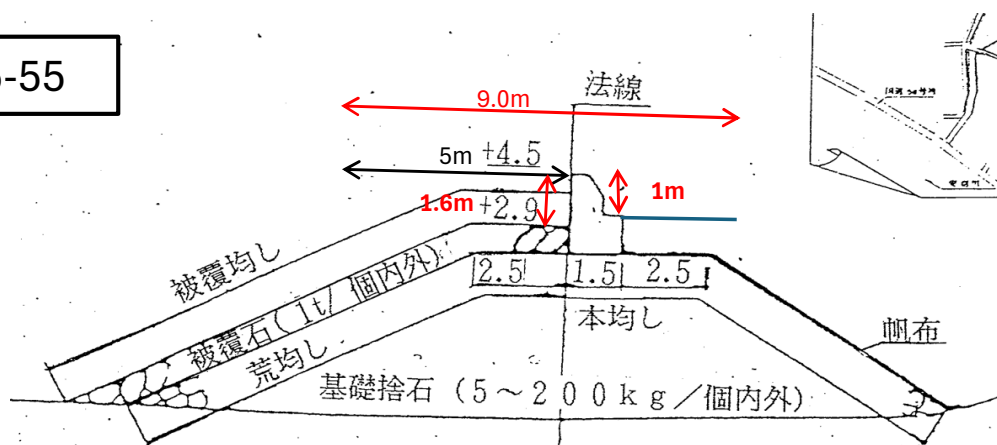 -55
法線
9.0m
5m
+4.5
1.6m
+2.9
1m
2.5
1.5
2.5
被覆均し
被覆石(1t/個内外)
荒均し
本均し
帆布
基礎捨石(5～200kg/個内外)